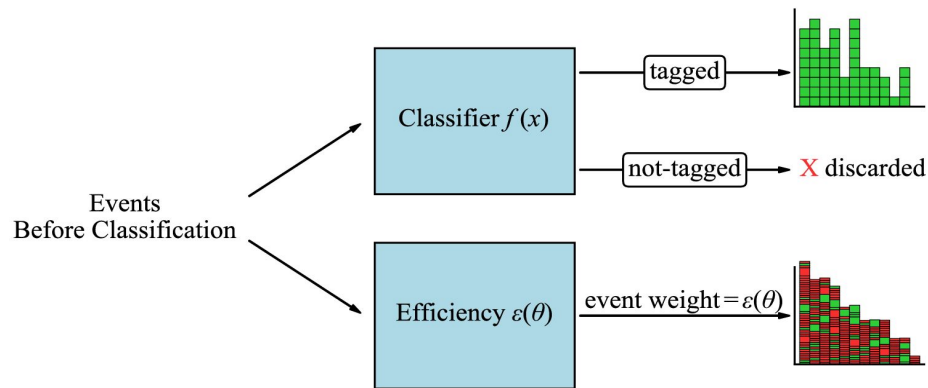 Classifier f(x)
tagged
not-tagged
X discarded
Events
Before Classification
Efficiency ε(θ)
event weight = ε(θ)